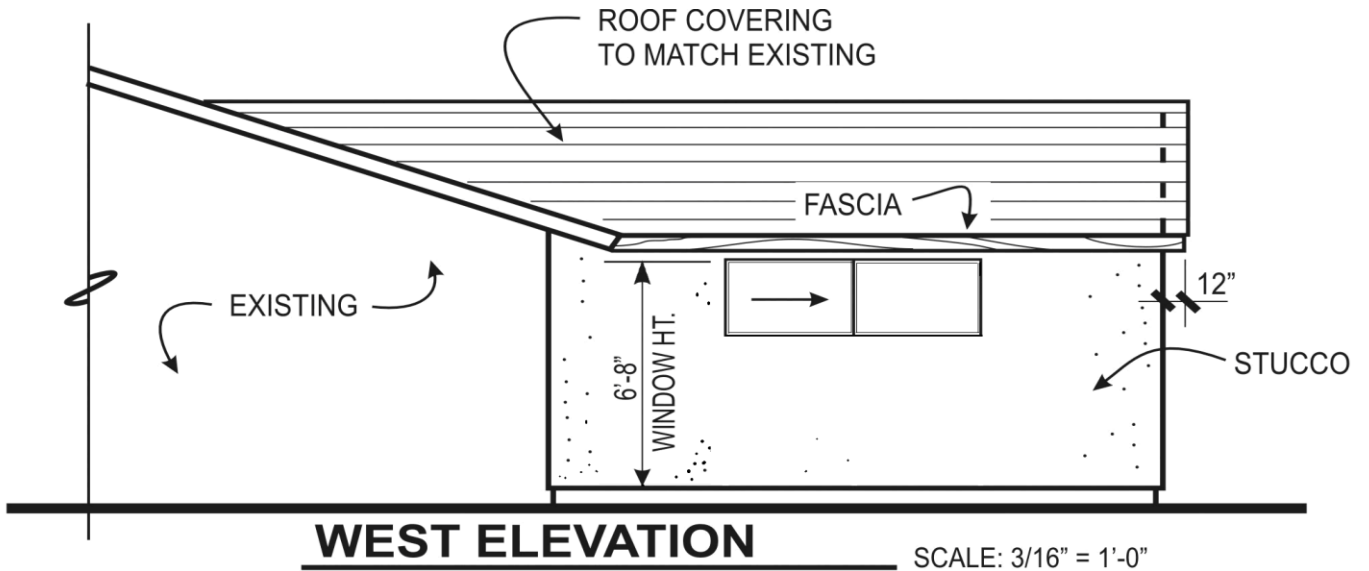 ROOF COVERING
TO MATCH EXISTING
FASCIA
EXISTING
12”
6’-8”
WINDOW HT.
STUCCO
WEST ELEVATION
SCALE: 3/16” = 1’-0”